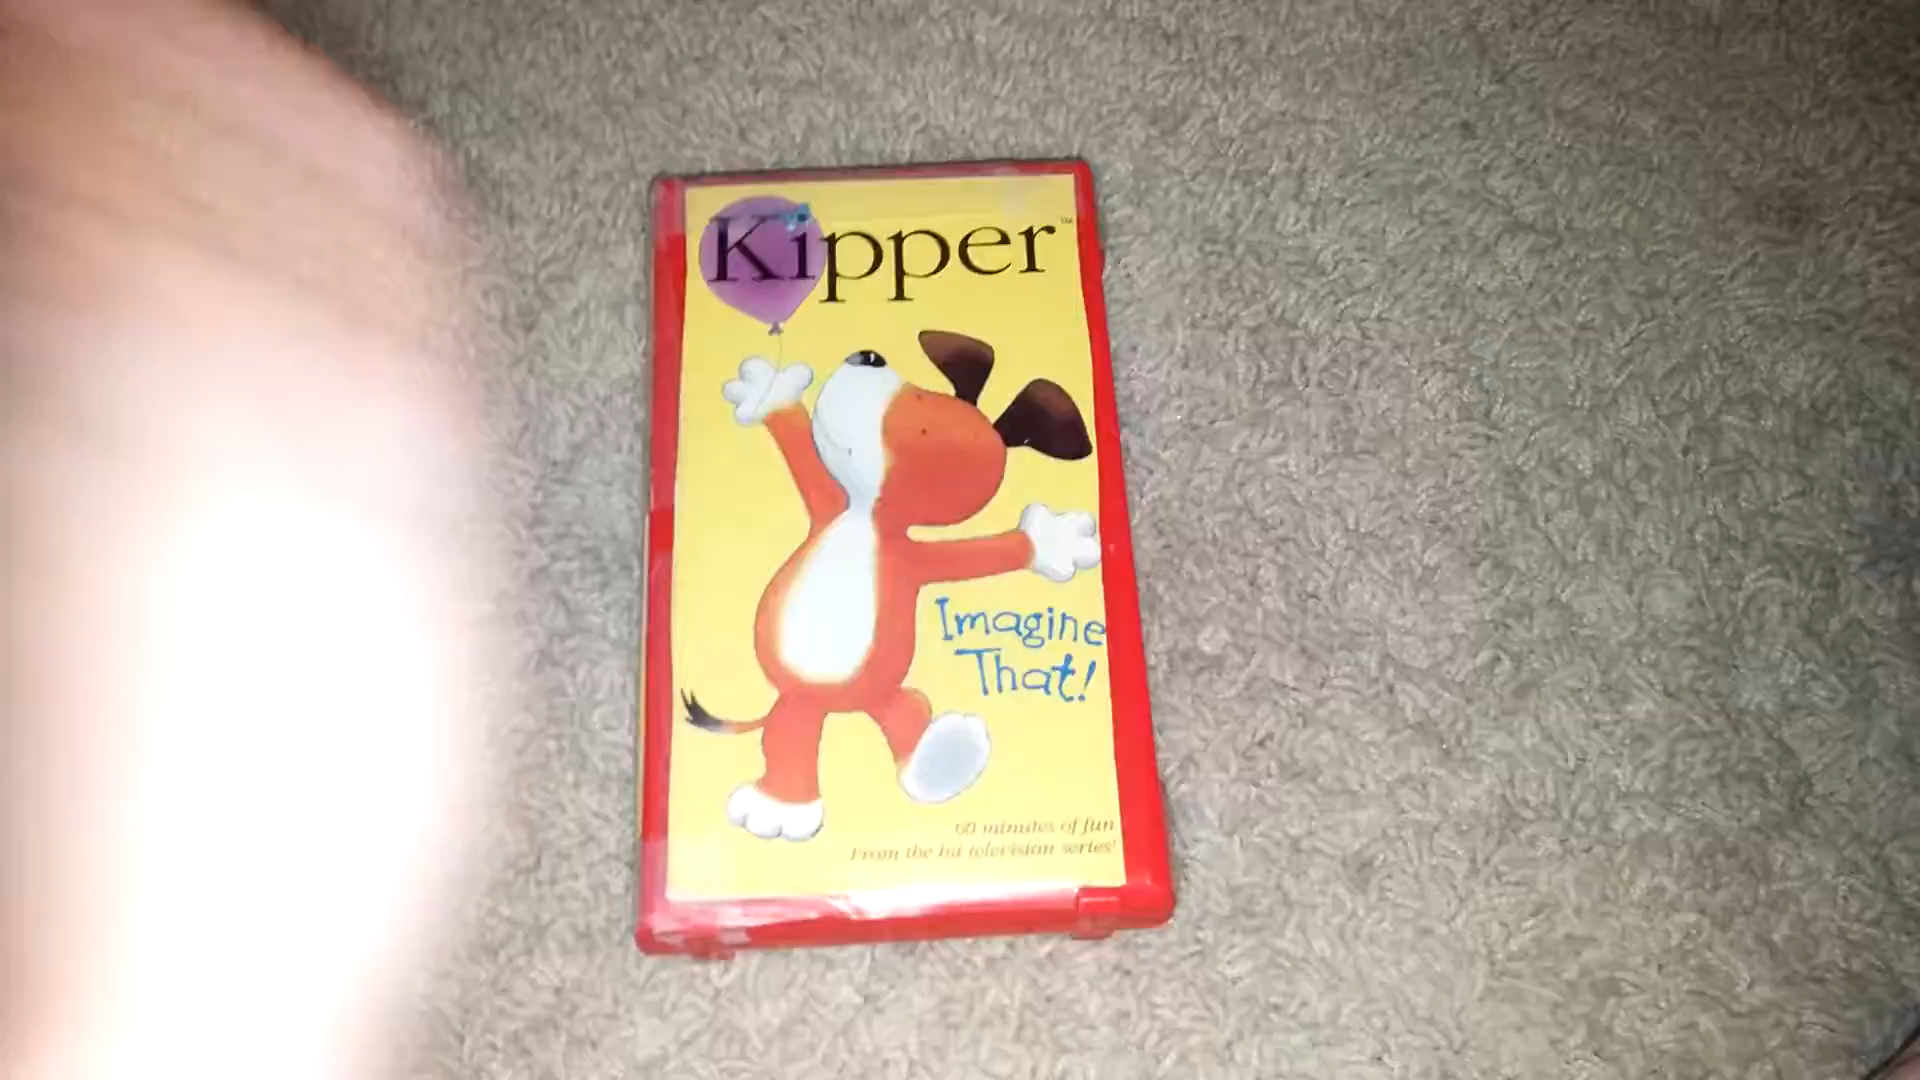 Kipper™
Imagine
That!
60 minutes of fun
From the hit television series!